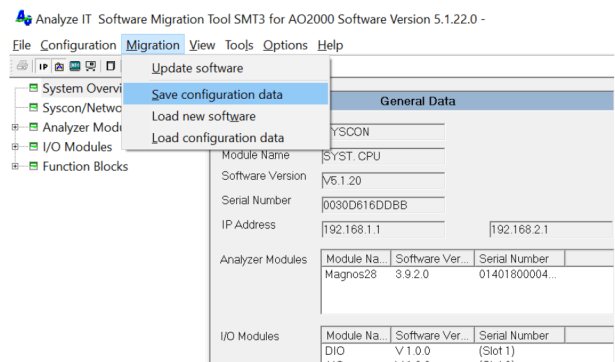 Analyze IT Software Migration Tool SMT3 for AO2000 Software Version 5.1.22.0 -
File Configuration Migration View Tools Options Help
IP
Update software
Save configuration data
Load new software
Load configuration data
System Overvi
Syscon/Netwo
Analyzer Modu
I/O Modules
Function Blocks
General Data
YSCON
Module Name SYST. CPU
Software Version V5.1.20
Serial Number 0030D616DDBB
IP Address 192.168.1.1 192.168.2.1
Analyzer Modules Module Na... Software Ver... Serial Number
Magnos28 3.9.2.0 01401800004...
I/O Modules Module Na... Software Ver... Serial Number
DIO V 1.0.0 (Slot 1)